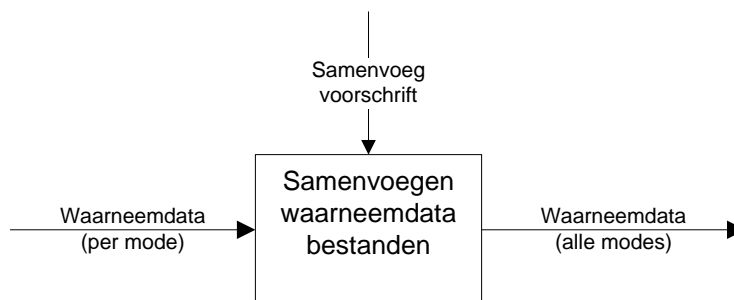 Samenvoeg
voorschrift
Samenvoegen
waarneemdata
bestanden
Waarneemdata
(per mode)
Waarneemdata
(alle modes)